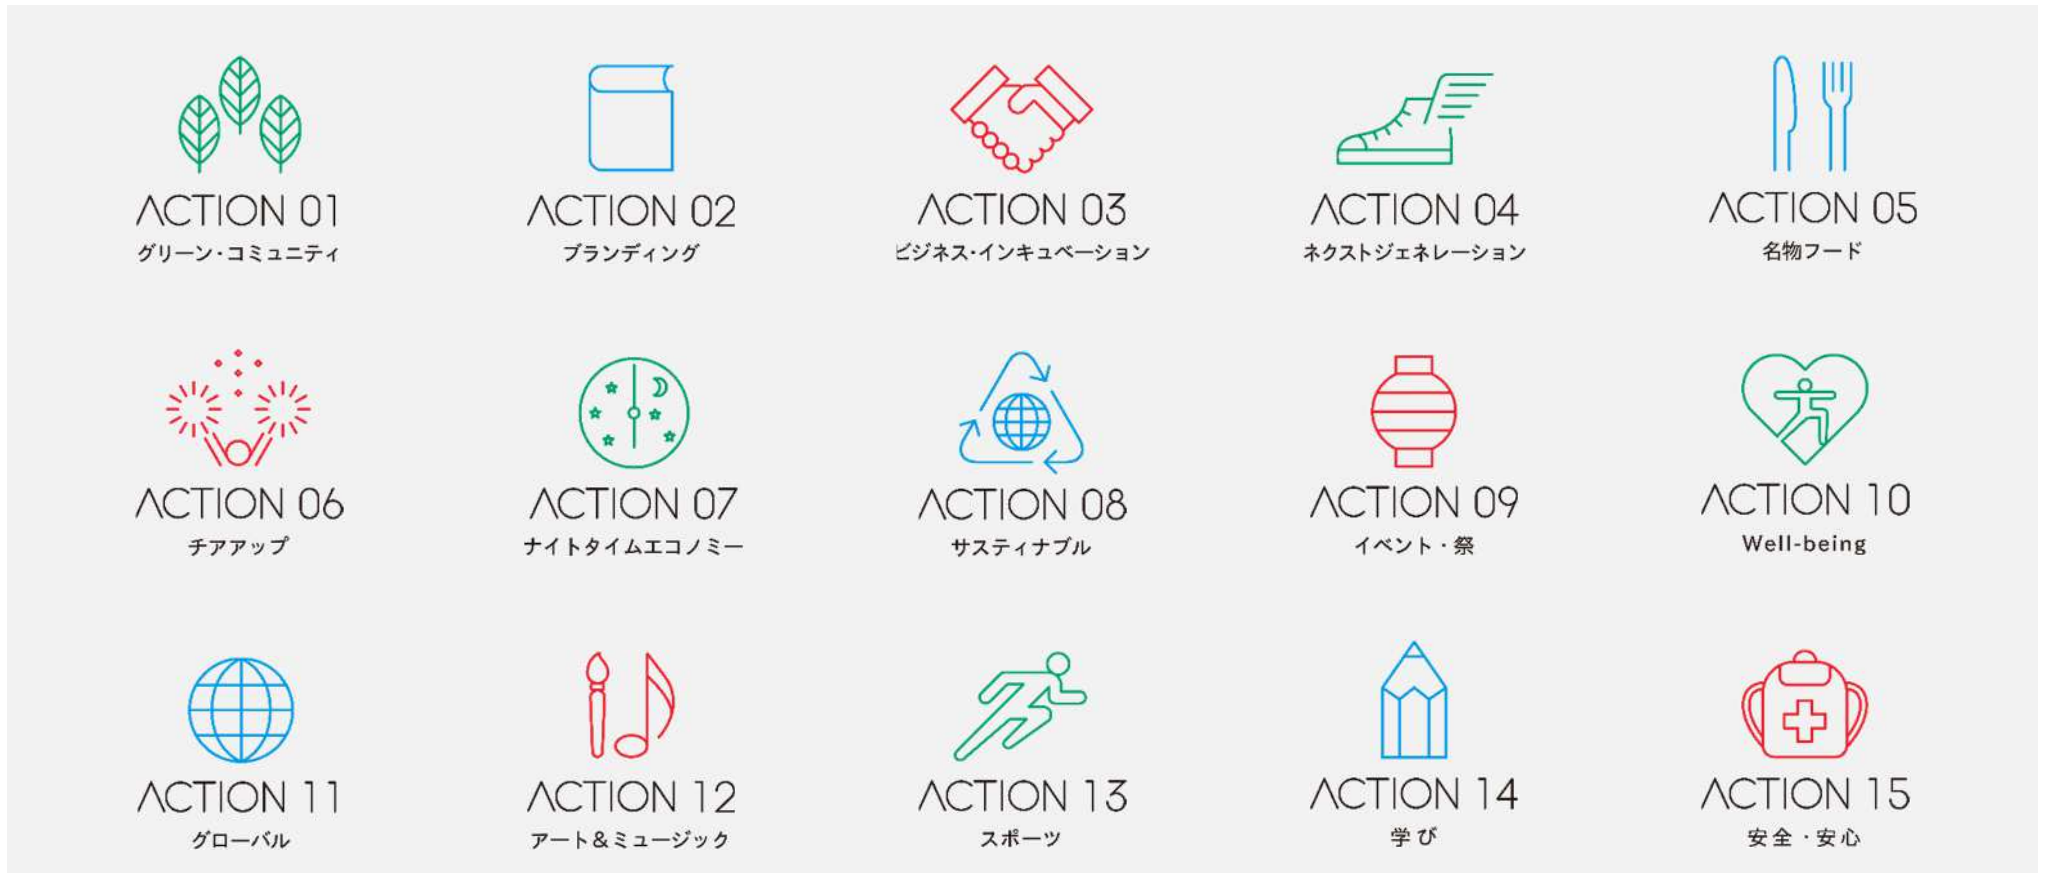 ACTION 01
グリーン・コミュニティ
ACTION 02
ブランディング
ACTION 03
ビジネス・インキュベーション
ACTION 04
ネクストジェネレーション
ACTION 05
名物フード
ACTION 06
チアアップ
ACTION 07
ナイトタイムエコノミー
ACTION 08
サスティナブル
ACTION 09
イベント・祭
ACTION 10
Well-being
ACTION 11
グローバル
ACTION 12
アート&ミュージック
ACTION 13
スポーツ
ACTION 14
学び
ACTION 15
安全・安心